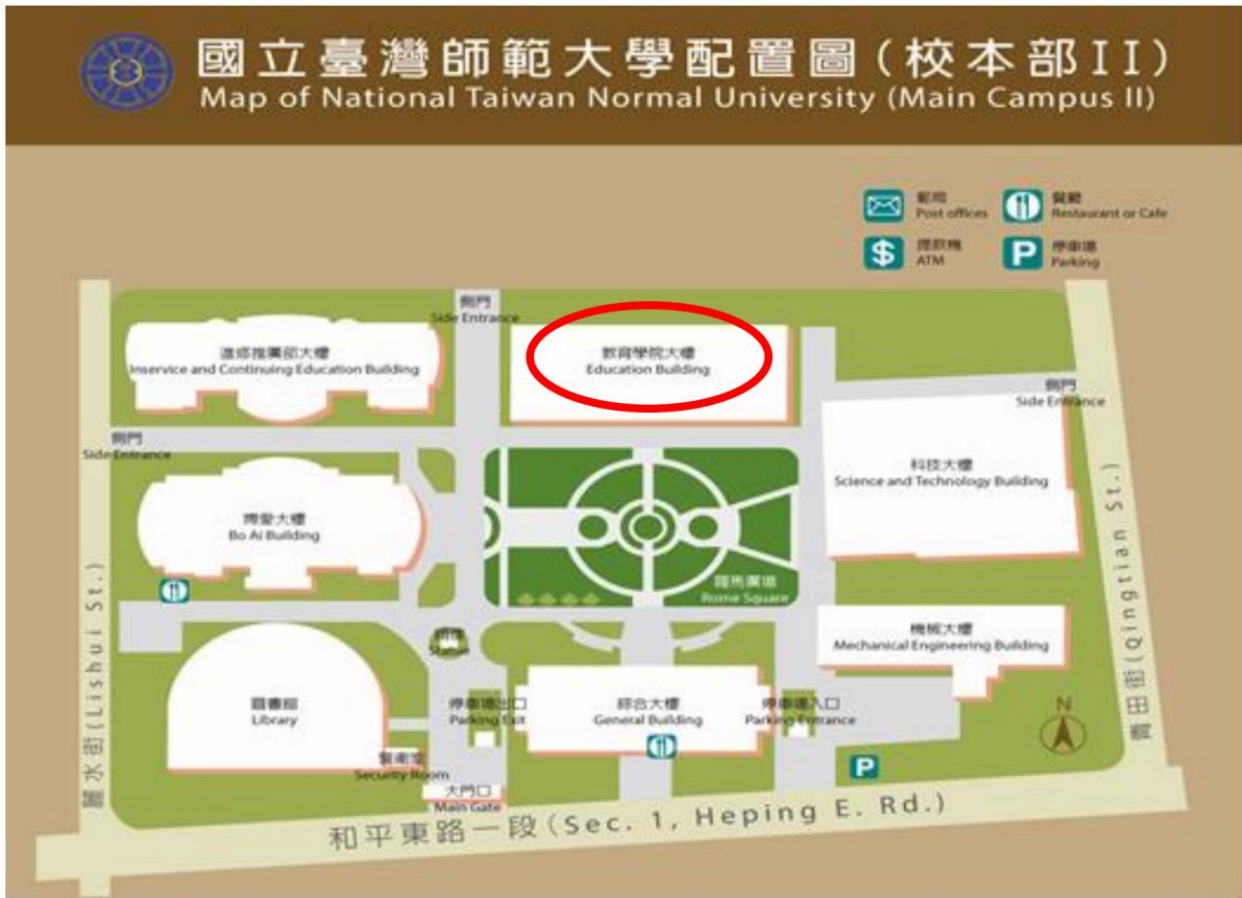 國立臺灣師範大學配置圖(校本部II)
Map of National Taiwan Normal University (Main Campus II)
郵局
Post offices
餐廳
Restaurant or Cafe
提款機
ATM
P
停車場
Parking
側門
Side Entrance
進修推廣部大樓
Inservice and Continuing Education Building
教育學院大樓
Education Building
側門
Side Entrance
側門
Side Entrance
科技大樓
Science and Technology Building
博愛大樓
Bo Ai Building
羅馬廣場
Rome Square
銅像
Statue
機械大樓
Mechanical Engineering Building
圖書館
Library
停車場出口
Parking Exit
綜合大樓
General Building
停車場入口
Parking Entrance
N
警衛室
Security Room
P
大門口
Main Gate
麗水街(Lishui St.)
青田街(Qingtian St.)
和平東路一段(Sec. 1, Heping E. Rd.)